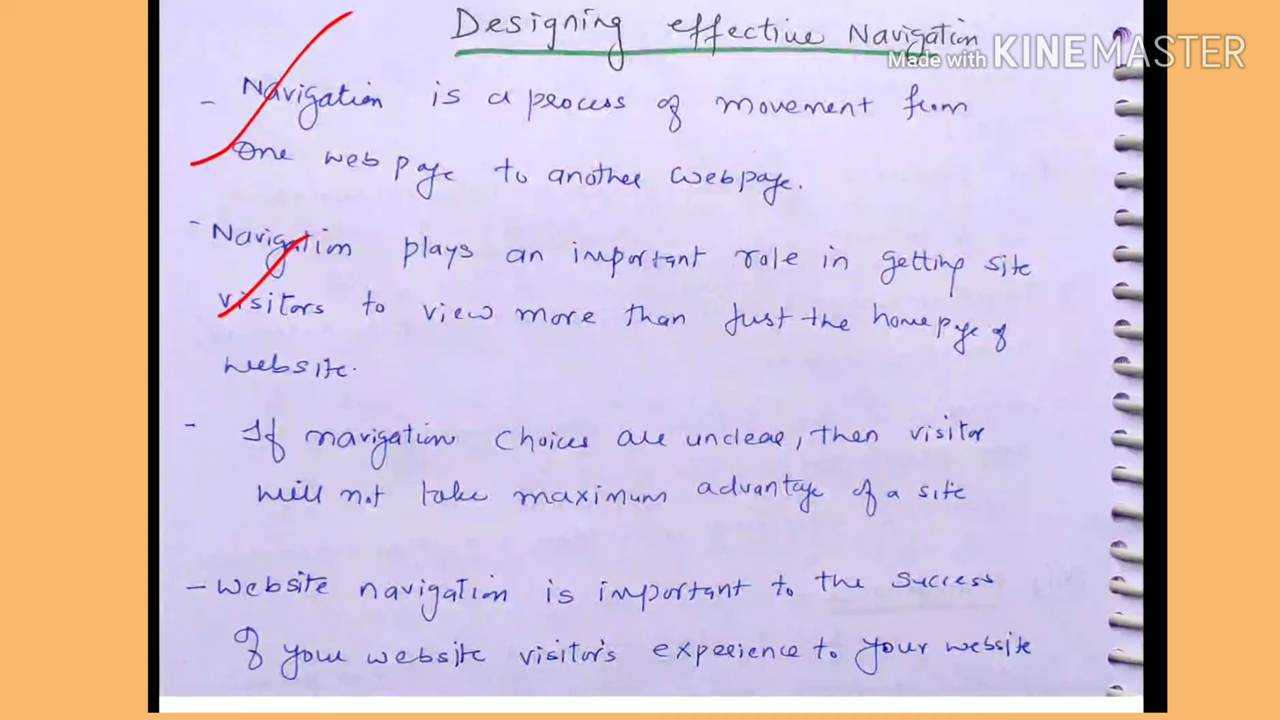 Designing effective Navigation
Made with KINEMASTER
- Navigation is a process of movement from
One web page to another webpage.
- Navigation plays an important role in getting site
visitors to view more than just the homepage of
website.
- If navigation choices are unclear, then visitor
will not take maximum advantage of a site
- Website navigation is important to the success
of your website visitor's experience to your website